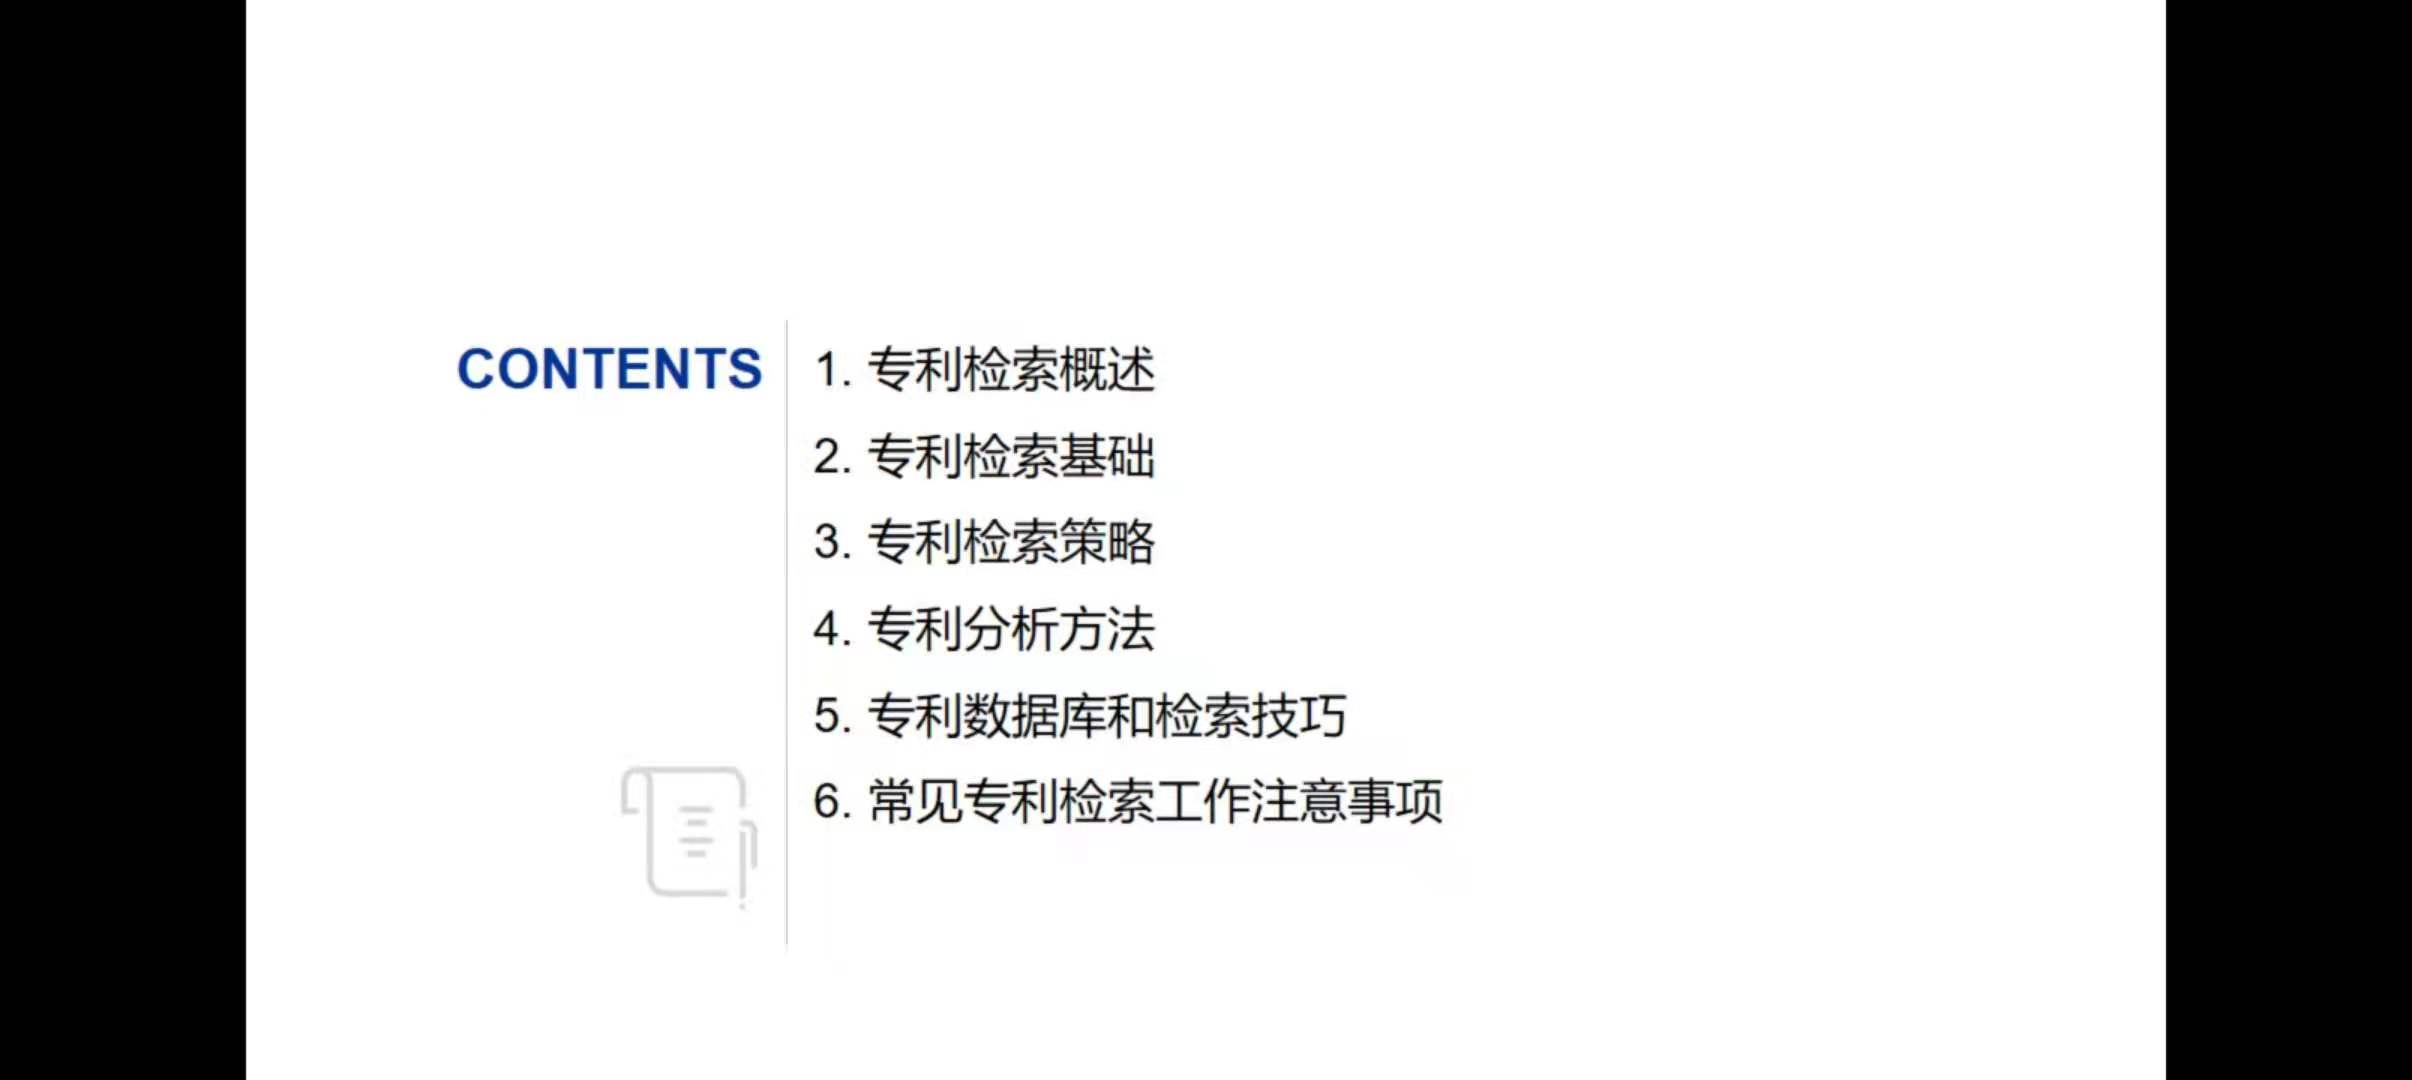 CONTENTS
1. 专利检索概述
2. 专利检索基础
3. 专利检索策略
4. 专利分析方法
5. 专利数据库和检索技巧
6. 常见专利检索工作注意事项